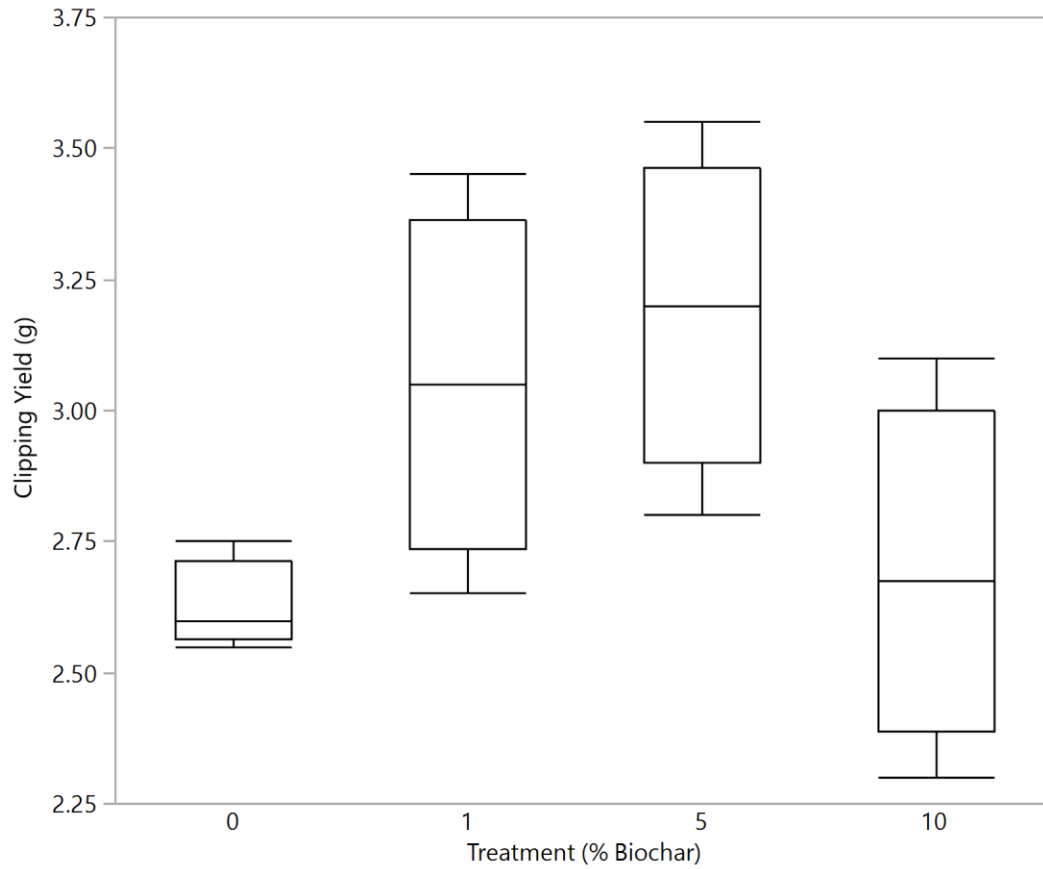 3.75
3.50
3.25
3.00
2.75
2.50
2.25
Clipping Yield (g)
0 1 5 10
Treatment (% Biochar)